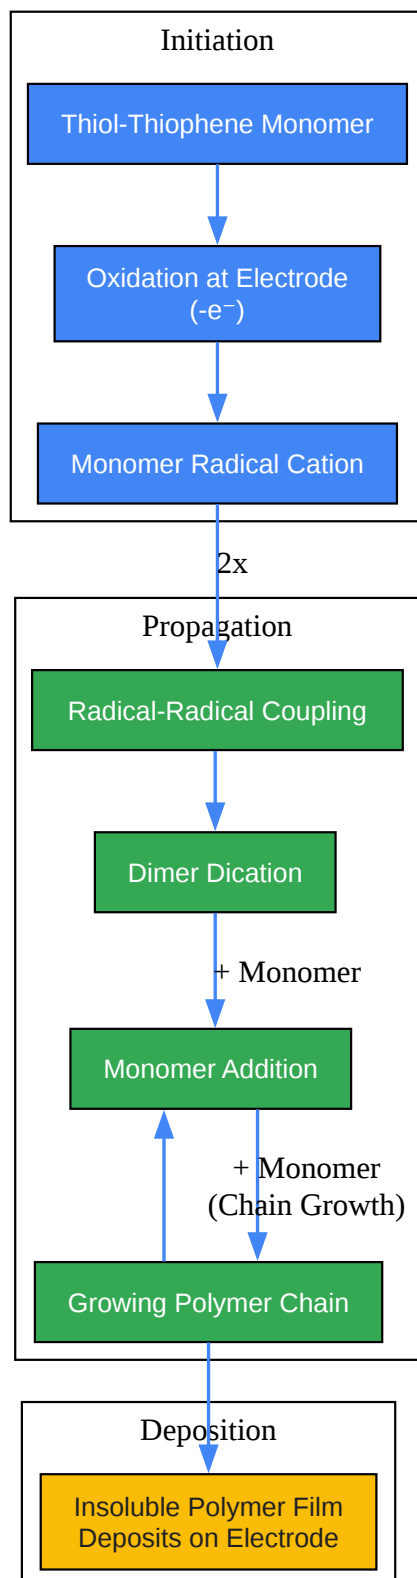 Initiation
Thiol-Thiophene Monomer
Oxidation at Electrode
(-e⁻)
Monomer Radical Cation
2x
Propagation
Radical-Radical Coupling
Dimer Dication
+ Monomer
Monomer Addition
+ Monomer
(Chain Growth)
Growing Polymer Chain
Deposition
Insoluble Polymer Film
Deposits on Electrode